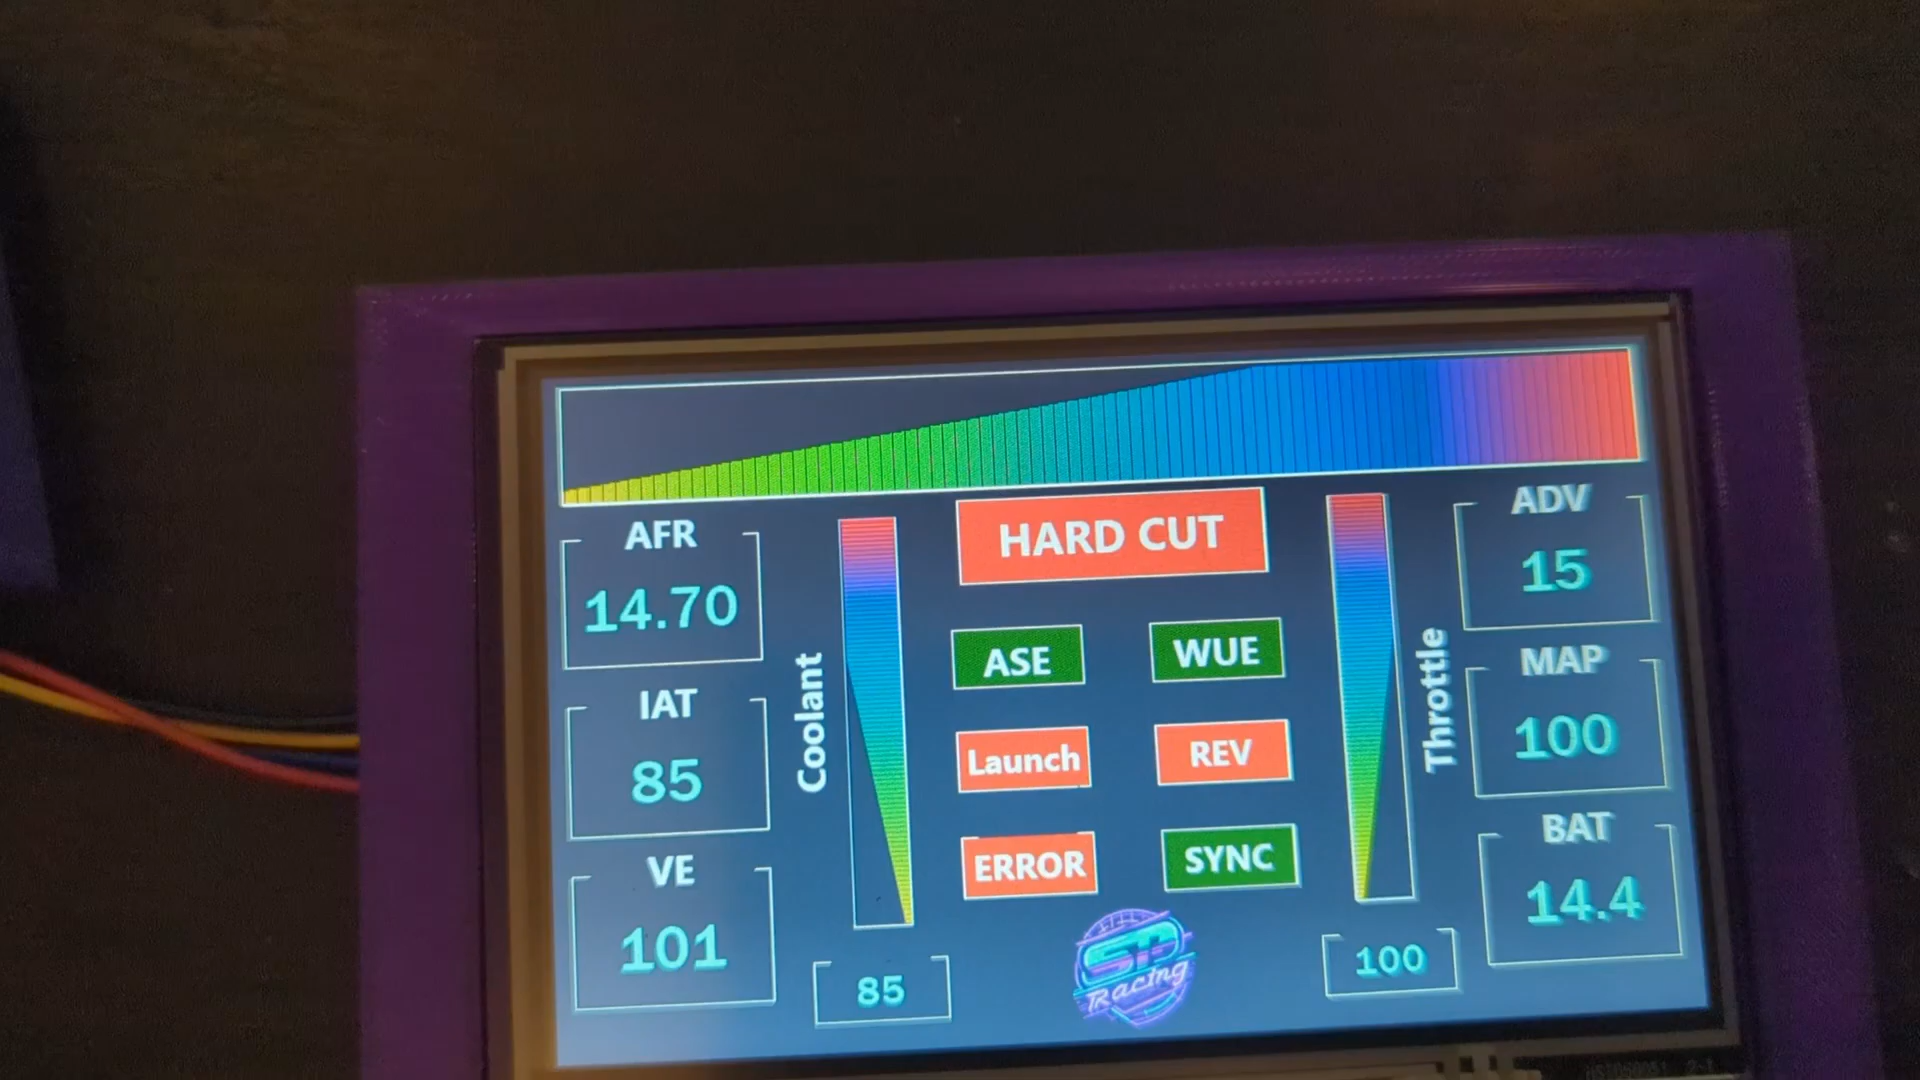 HARD CUT
AFR
14.70
IAT
85
VE
101
Coolant
85
ASE
WUE
Launch
REV
ERROR
SYNC
Racing
Throttle
100
ADV
15
MAP
100
BAT
14.4